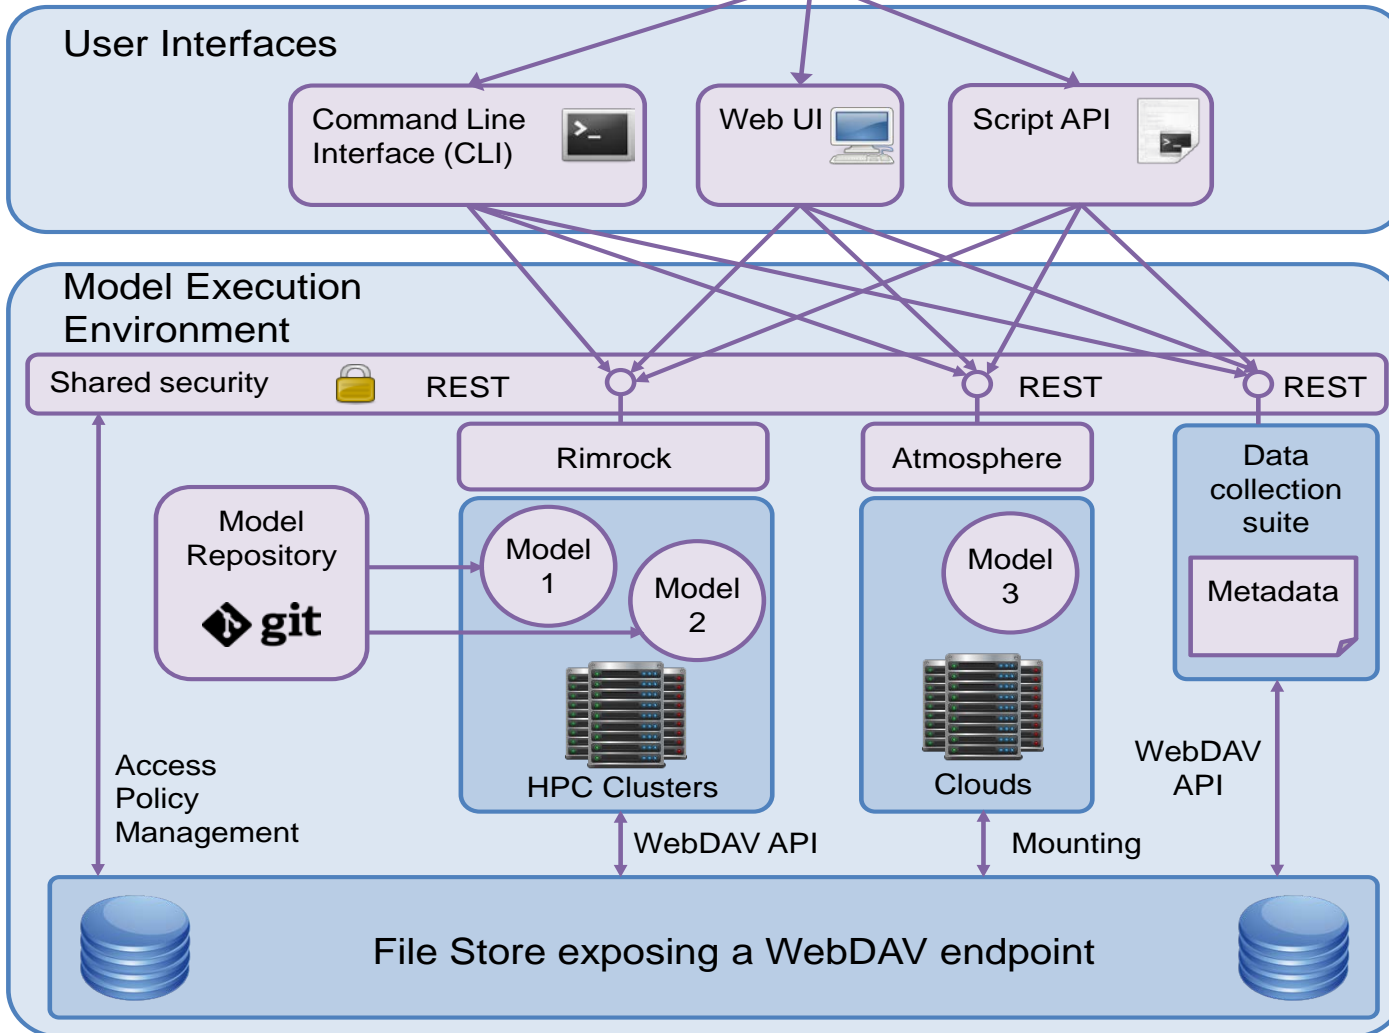 User Interfaces
Command Line
Interface (CLI)
>_
Web UI
Script API
>_
Model Execution
Environment
Shared security
REST
REST
REST
Rimrock
Atmosphere
Data
collection
suite
Model
Repository
git
Model
1
Model
2
Model
3
Metadata
HPC Clusters
Clouds
Access
Policy
Management
WebDAV API
Mounting
WebDAV
API
File Store exposing a WebDAV endpoint